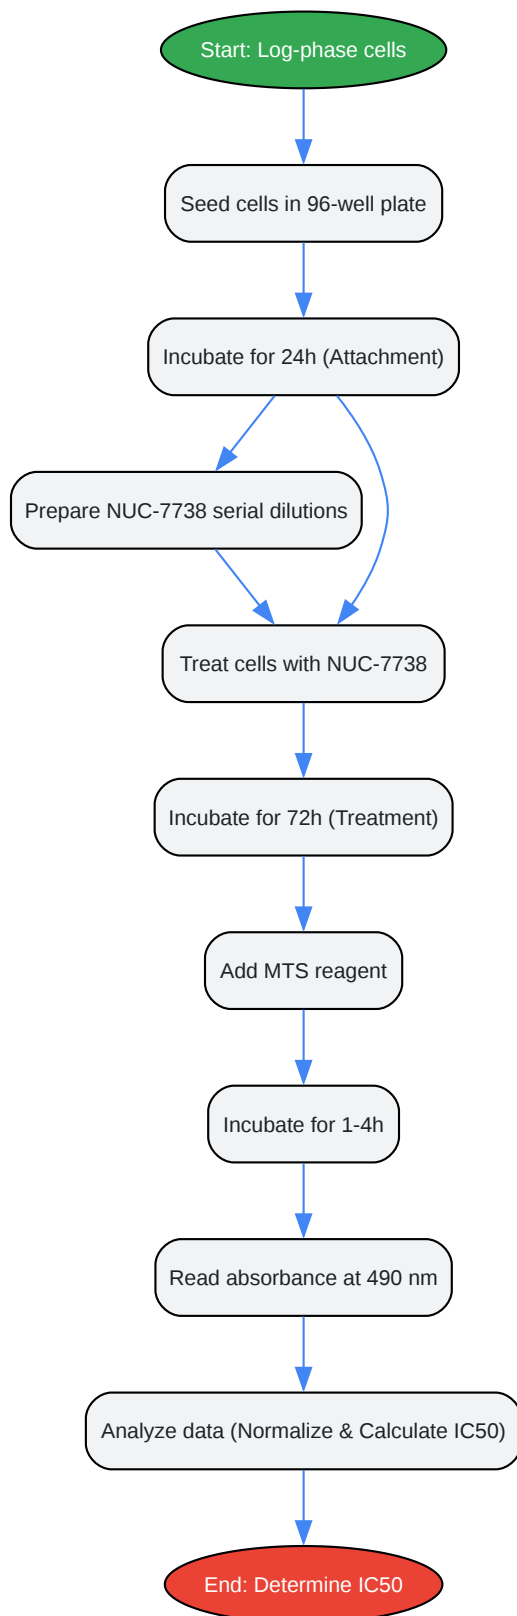 Start: Log-phase cells
Seed cells in 96-well plate
Incubate for 24h (Attachment)
Prepare NUC-7738 serial dilutions
Treat cells with NUC-7738
Incubate for 72h (Treatment)
Add MTS reagent
Incubate for 1-4h
Read absorbance at 490 nm
Analyze data (Normalize & Calculate IC50)
End: Determine IC50